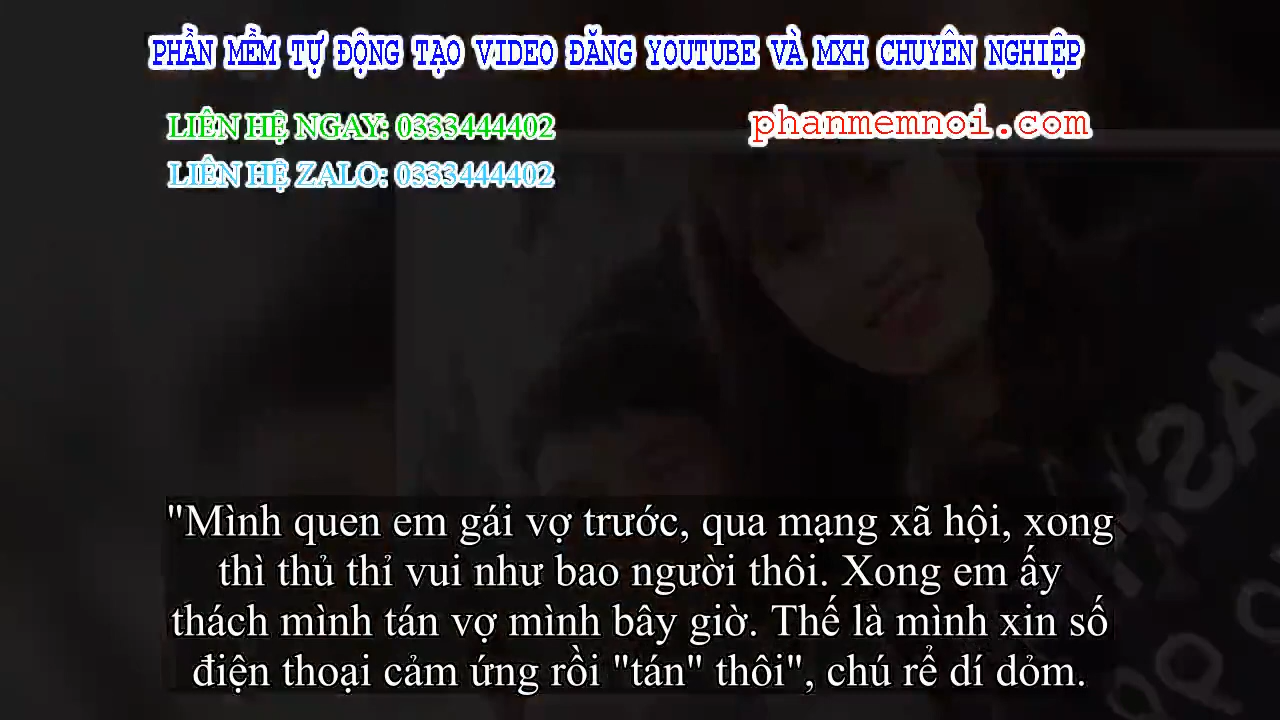 PHẦN MỀM TỰ ĐỘNG TẠO VIDEO ĐĂNG YOUTUBE VÀ MXH CHUYÊN NGHIỆP
LIÊN HỆ NGAY: 0333444402
phanmemnoi.com
LIÊN HỆ ZALO: 0333444402
"Mình quen em gái vợ trước, qua mạng xã hội, xong
thì thủ thỉ vui như bao người thôi. Xong em ấy
thách mình tán vợ mình bây giờ. Thế là mình xin số
điện thoại cảm ứng rồi "tán" thôi", chú rể dí dỏm.